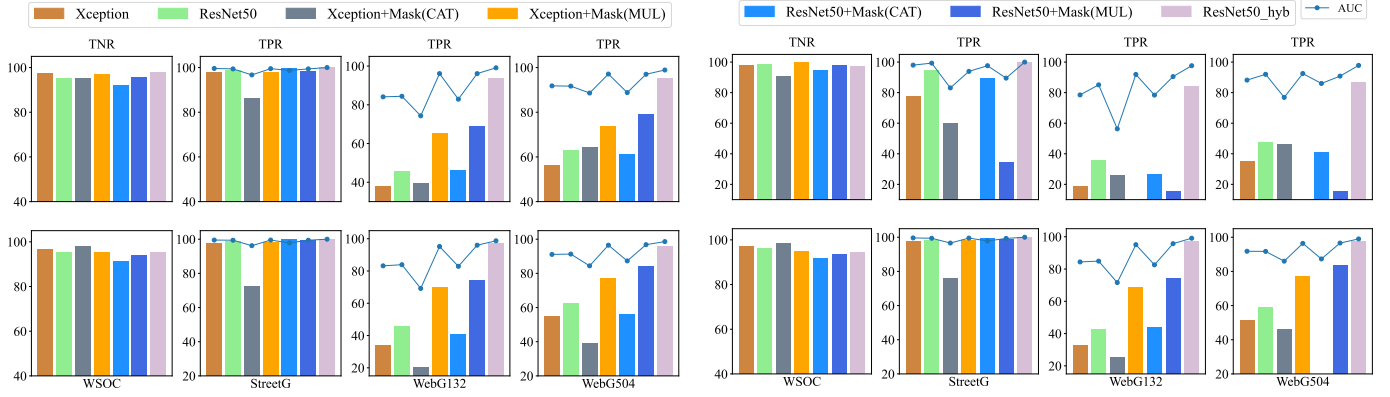 Xception ResNet50 Xception+Mask(CAT) Xception+Mask(MUL) ResNet50+Mask(CAT) ResNet50+Mask(MUL) ResNet50_hyb AUC
TNR TPR TPR TPR TNR TPR TPR TPR
100 100 100 100 100 100 100 100
80 80 80 80 80 80 80 80
60 60 60 60 60 60 60 60
40 40 40 40 40 40 40 40
20 20 20 20 20
100 100 100 100 100 100 100 100
80 80 80 80 80 80 80 80
60 60 60 60 60 60 60 60
40 40 40 40 40 40 40 40
20 20 20 20 20 20
WSOC StreetG WebG132 WebG504 WSOC StreetG WebG132 WebG504